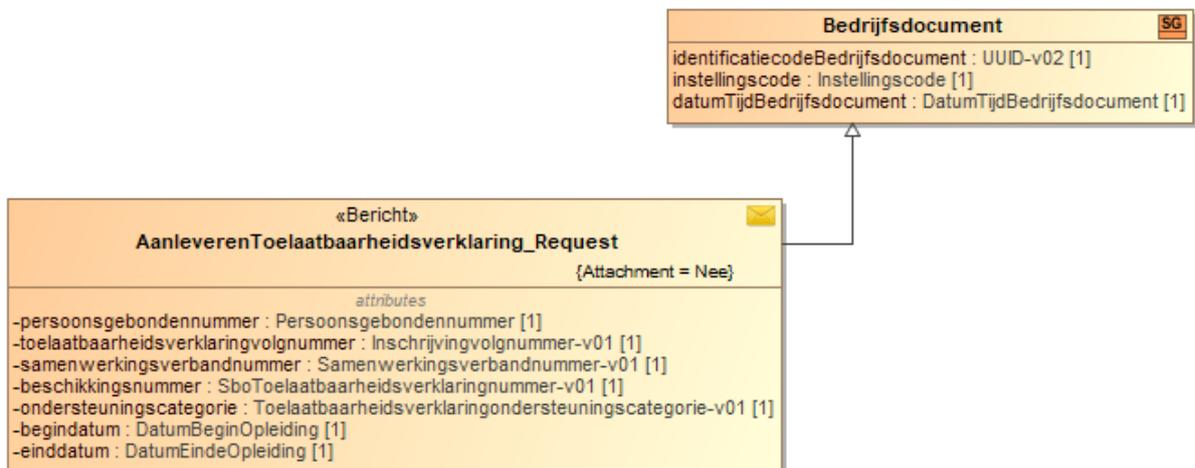 Bedrijfsdocument
SG
identificatiecodeBedrijfsdocument : UUID-v02 [1]
instellingscode : Instellingscode [1]
datumTijdBedrijfsdocument : DatumTijdBedrijfsdocument [1]
«Bericht»
AanleverenToelaatbaarheidsverklaring_Request
{Attachment = Nee}
attributes
-persoonsgebondennummer : Persoonsgebondennummer [1]
-toelaatbaarheidsverklaringvolgnummer : Inschrijvingvolgnummer-v01 [1]
-samenwerkingsverbandnummer : Samenwerkingsverbandnummer-v01 [1]
-beschikkingsnummer : SboToelaatbaarheidsverklaringnummer-v01 [1]
-ondersteuningscategorie : Toelaatbaarheidsverklaringondersteuningscategorie-v01 [1]
-begindatum : DatumBeginOpleiding [1]
-einddatum : DatumEindeOpleiding [1]